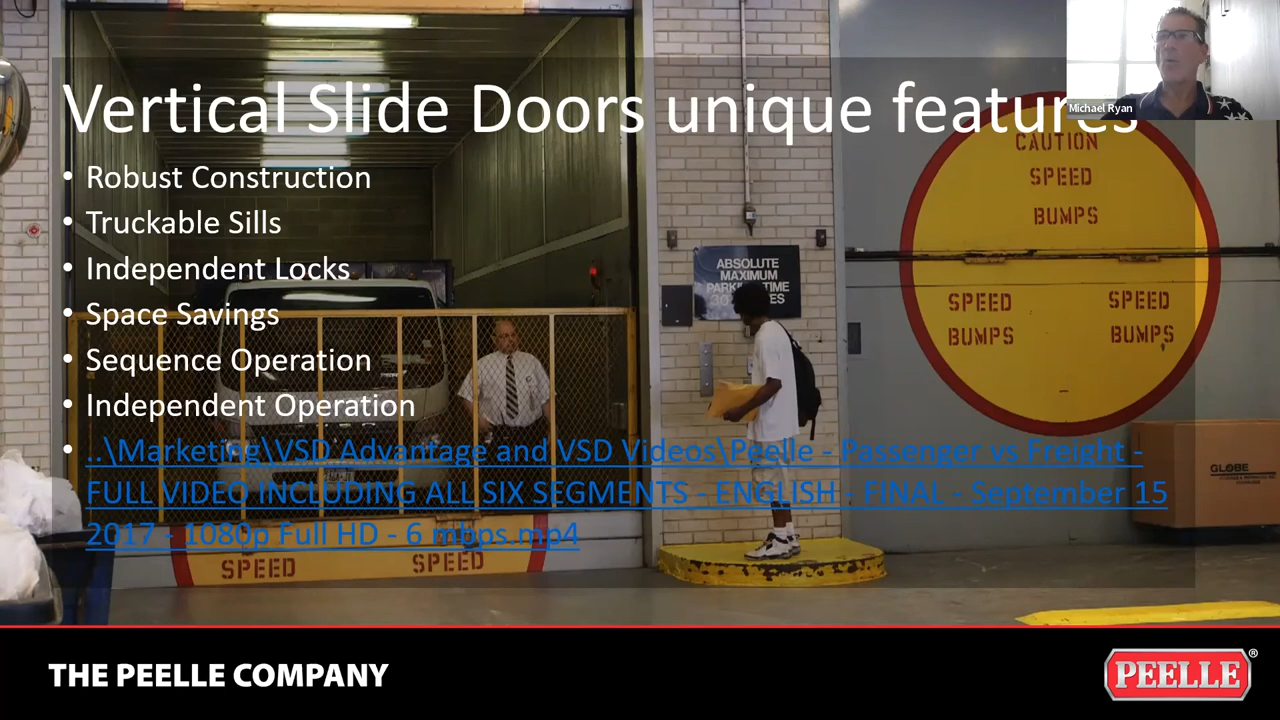 Vertical Slide Doors unique features
Michael Ryan
• Robust Construction
• Truckable Sills
• Independent Locks
• Space Savings
• Sequence Operation
• Independent Operation
• ..\Marketing\VSD Advantage and VSD Videos\Peelle - Passenger vs Freight -
FULL VIDEO INCLUDING ALL SIX SEGMENTS - ENGLISH - FINAL - September 15
2017 - 1080p Full HD - 6 mbps.mp4
CAUTION
SPEED
BUMPS
SPEED SPEED
BUMPS BUMPS
ABSOLUTE
MAXIMUM
PARKING TIME
30
GLOBE
SPEED SPEED
THE PEELLE COMPANY
PEELLE®